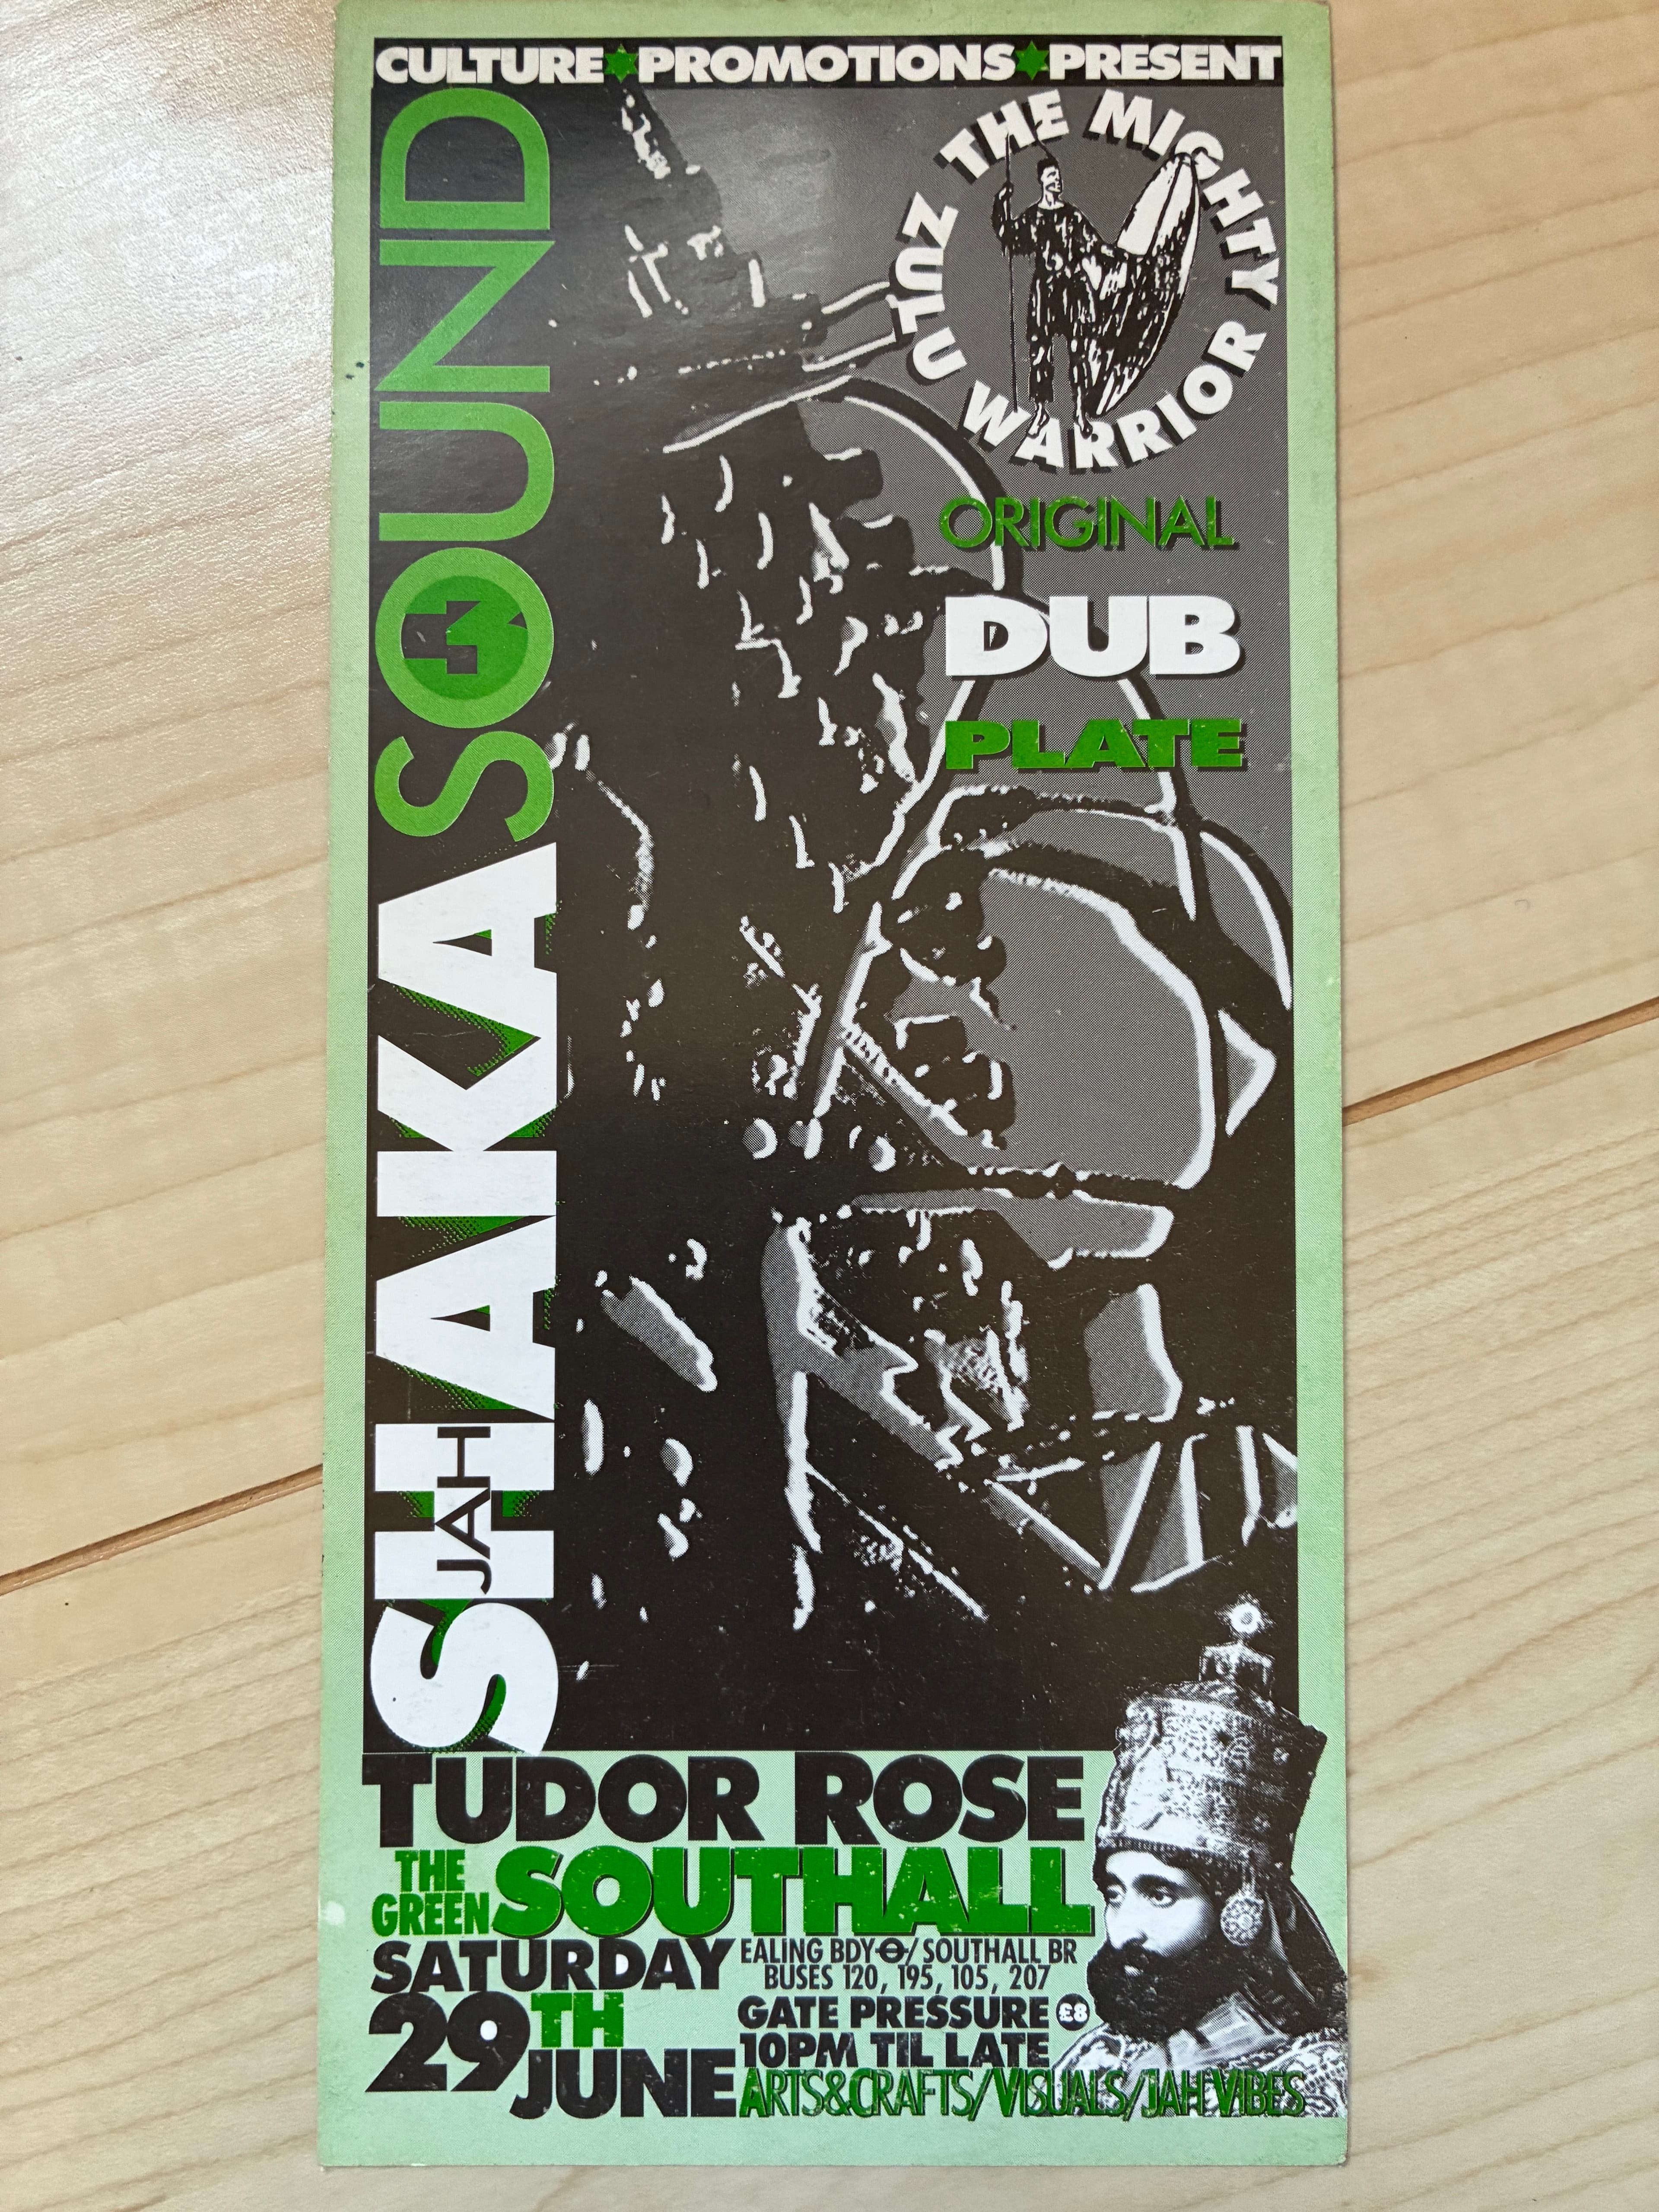 CULTURE PROMOTIONS PRESENT
THE MIGHTY ZULU WARRIOR
ORIGINAL
DUB
PLATE
JAH
SHAKA SOUND
TUDOR ROSE
THE GREEN SOUTHALL
SATURDAY
29TH JUNE
EALING BDY / SOUTHALL BR
BUSES 120, 195, 105, 207
GATE PRESSURE £8
10PM TIL LATE
ARTS&CRAFTS/VISUALS/JAH VIBES